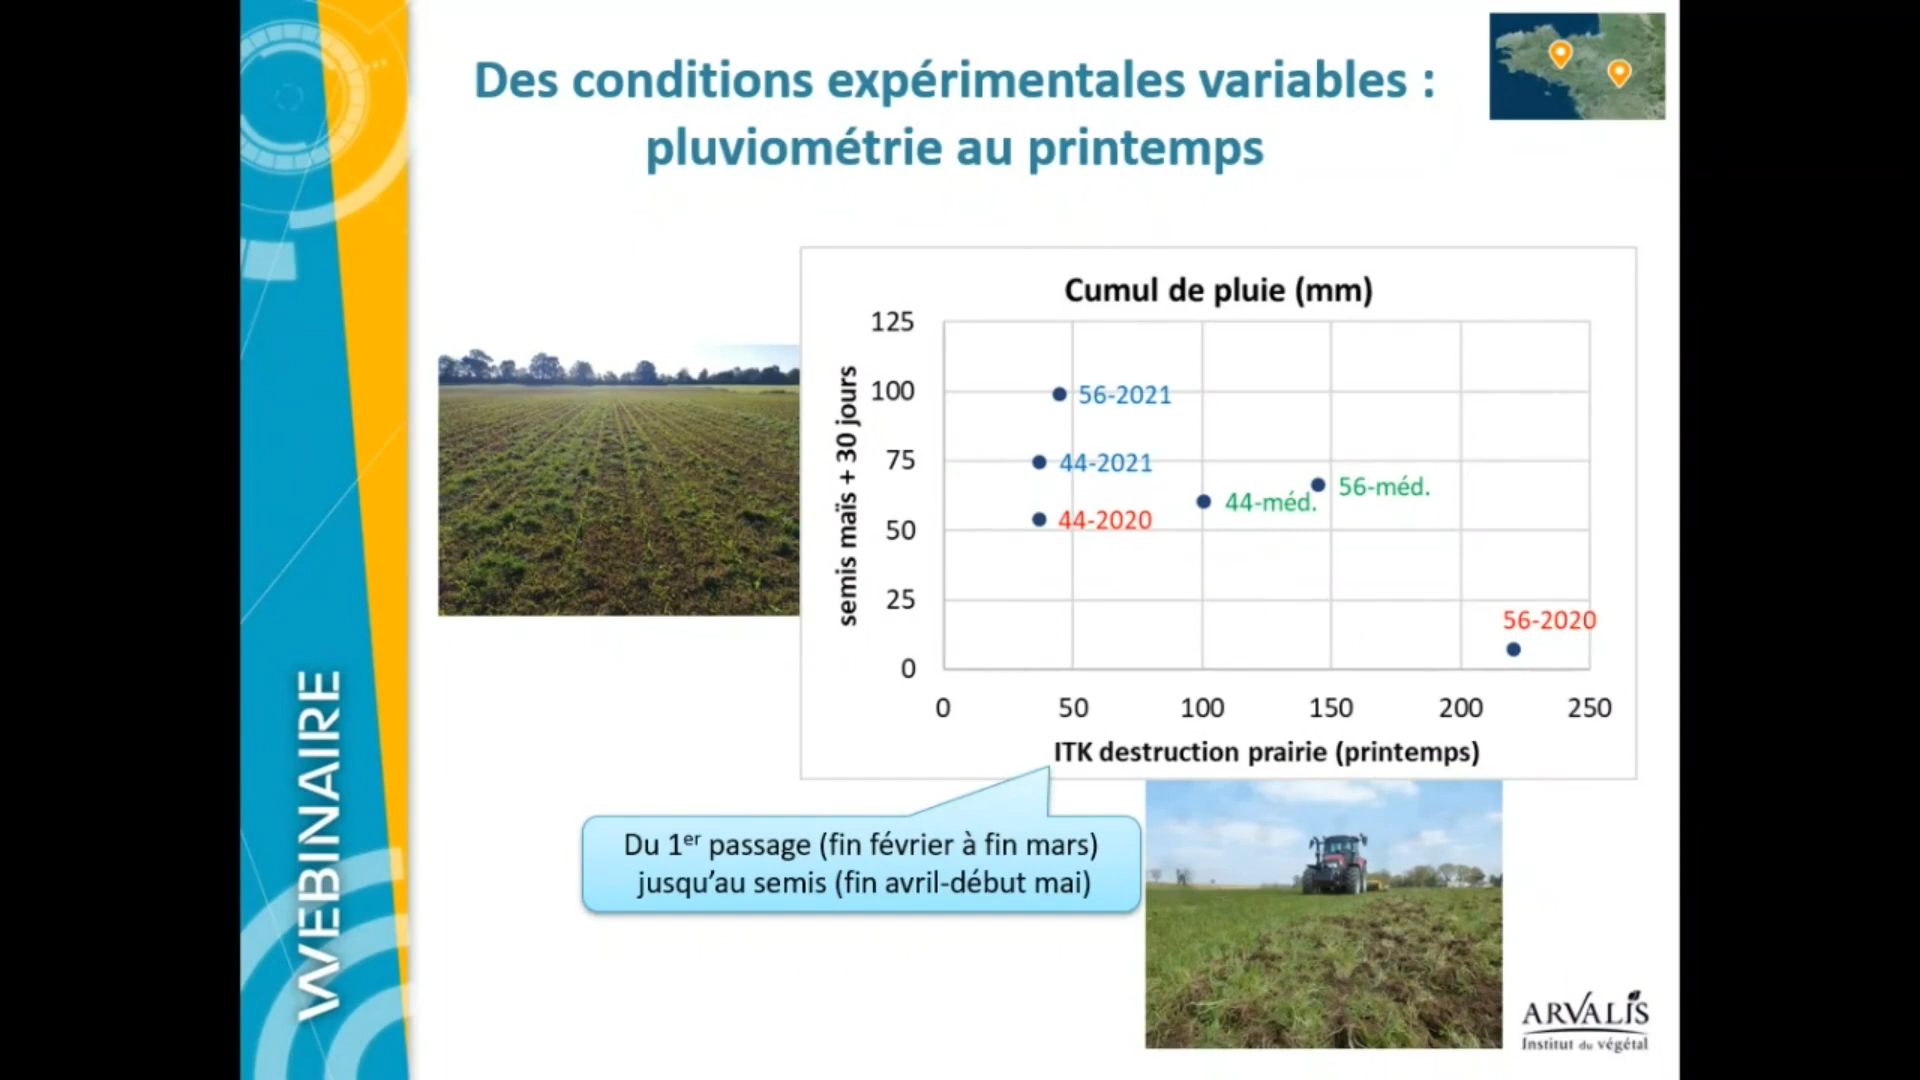 Des conditions expérimentales variables :
pluviométrie au printemps
WEBINAIRE
Cumul de pluie (mm)
semis maïs + 30 jours
125
100
75
50
25
0
56-2021
44-2021
44-2020
44-méd.
56-méd.
56-2020
0 50 100 150 200 250
ITK destruction prairie (printemps)
Du 1er passage (fin février à fin mars)
jusqu'au semis (fin avril-début mai)
ARVALIS
Institut du végétal